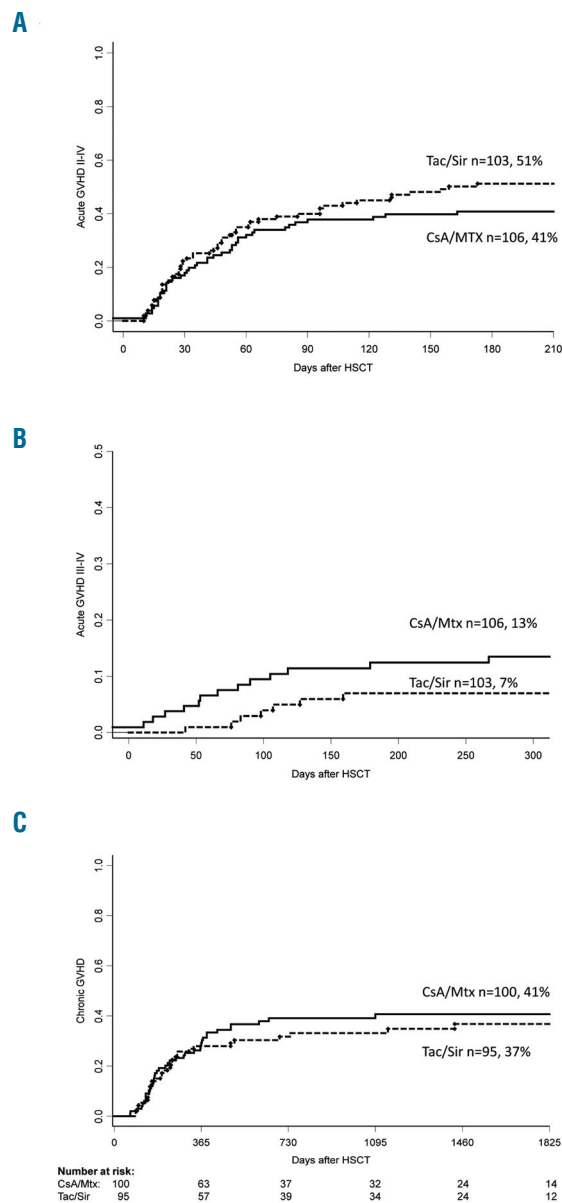 A
1.0
0.8
0.6
0.4
0.2
0.0
Acute GVHD II-IV
Tac/Sir n=103, 51%
CsA/MTX n=106, 41%
0 30 60 90 120 150 180 210
Days after HSCT
B
0.5
0.4
0.3
0.2
0.1
0.0
Acute GVHD III-IV
CsA/Mtx n=106, 13%
Tac/Sir n=103, 7%
0 50 100 150 200 250 300
Days after HSCT
C
1.0
0.8
0.6
0.4
0.2
0.0
Chronic GVHD
CsA/Mtx n=100, 41%
Tac/Sir n=95, 37%
0 365 730 1095 1460 1825
Days after HSCT
Number at risk:
CsA/Mtx: 100 63 37 32 24 14
Tac/Sir 95 57 39 34 24 12